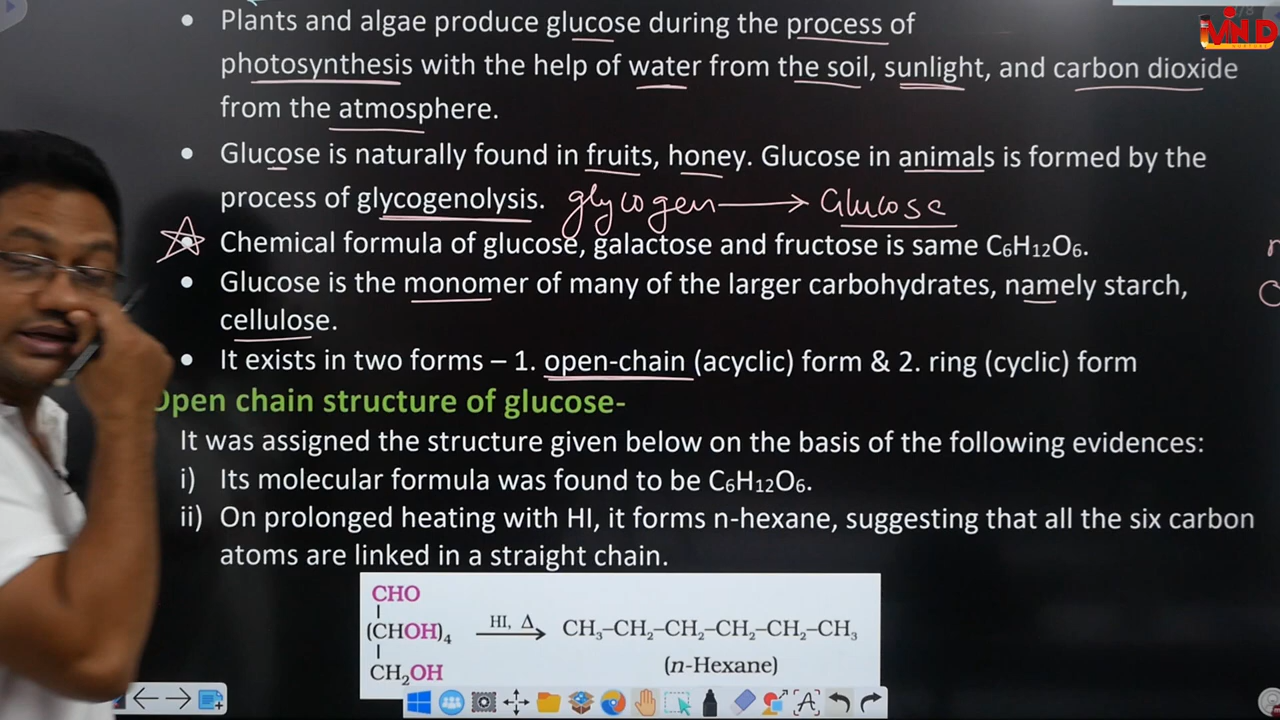 Plants and algae produce glucose during the process of
photosynthesis with the help of water from the soil, sunlight, and carbon dioxide
from the atmosphere.
Glucose is naturally found in fruits, honey. Glucose in animals is formed by the
process of glycogenolysis. glycogen → Glucose
Chemical formula of glucose, galactose and fructose is same C₆H₁₂O₆.
Glucose is the monomer of many of the larger carbohydrates, namely starch,
cellulose.
It exists in two forms – 1. open-chain (acyclic) form & 2. ring (cyclic) form
Open chain structure of glucose-
It was assigned the structure given below on the basis of the following evidences:
i) Its molecular formula was found to be C₆H₁₂O₆.
ii) On prolonged heating with HI, it forms n-hexane, suggesting that all the six carbon
atoms are linked in a straight chain.
CHO
(CHOH)₄ HI, Δ CH₃–CH₂–CH₂–CH₂–CH₂–CH₃
CH₂OH (n-Hexane)